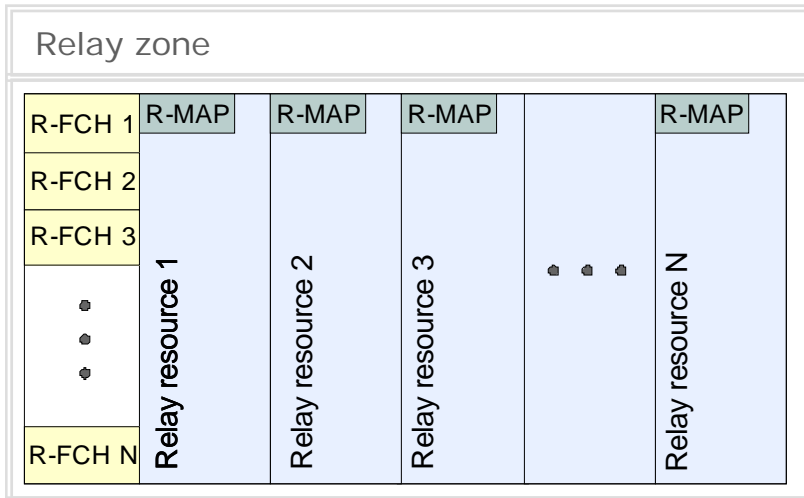 Relay zone
R-FCH 1
R-FCH 2
R-FCH 3
R-FCH N
R-MAP
Relay resource 1
R-MAP
Relay resource 2
R-MAP
Relay resource 3
R-MAP
Relay resource N